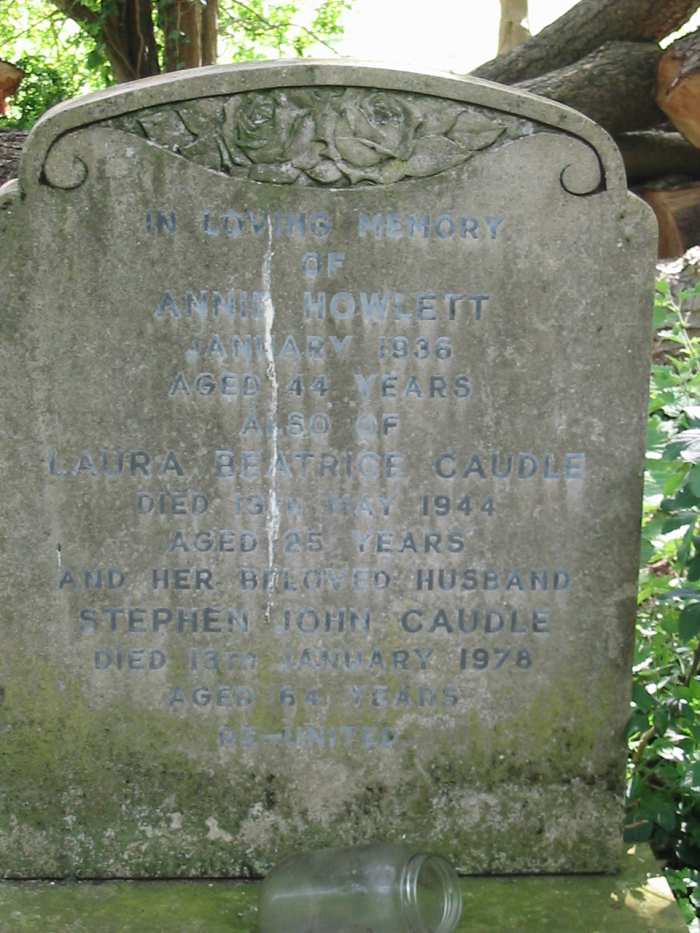 IN LOVING MEMORY
OF
ANNIE HOWLETT
JANUARY 1936
AGED 44 YEARS
ALSO OF
LAURA BEATRICE CAUDLE
DIED 13TH MAY 1944
AGED 25 YEARS
AND HER BELOVED HUSBAND
STEPHEN JOHN CAUDLE
DIED 13TH JANUARY 1978
AGED 64 YEARS
RE-UNITED